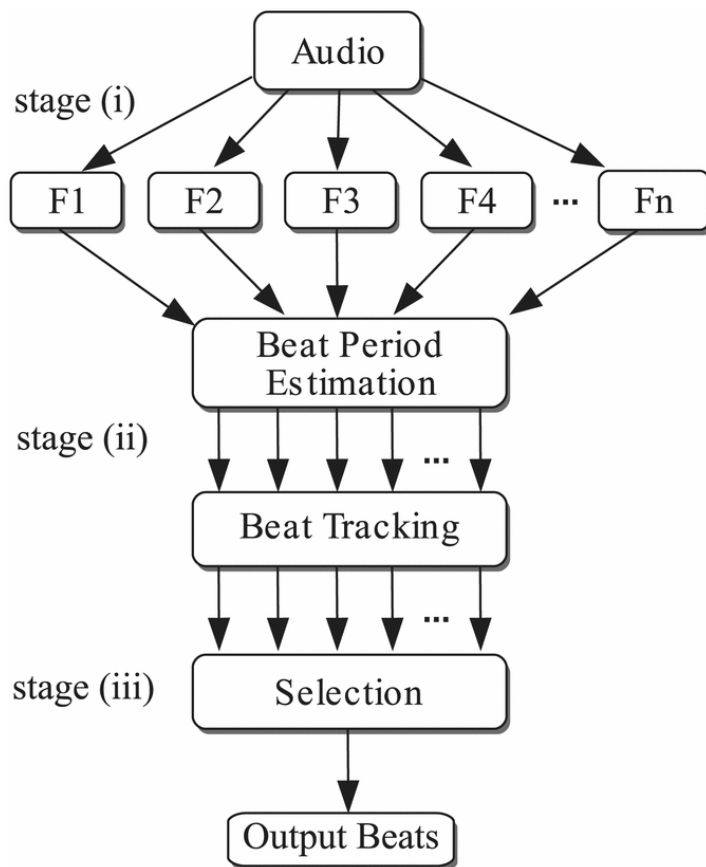 Audio
stage (i)
F1 F2 F3 F4 ... Fn
Beat Period
Estimation
stage (ii)
...
Beat Tracking
...
stage (iii)
Selection
Output Beats